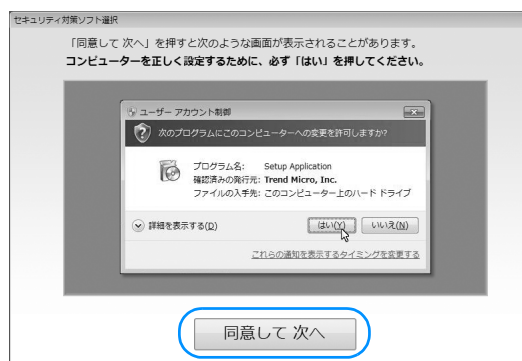 セキュリティ対策ソフト選択
「同意して 次へ」を押すと次のような画面が表示されることがあります。
コンピューターを正しく設定するために、必ず「はい」を押してください。
ユーザー アカウント制御
次のプログラムにこのコンピューターへの変更を許可しますか?
プログラム名: Setup Application
確認済みの発行元: Trend Micro, Inc.
ファイルの入手先: このコンピューター上のハード ドライブ
詳細を表示する(D) はい(Y) いいえ(N)
これらの通知を表示するタイミングを変更する
同意して 次へ